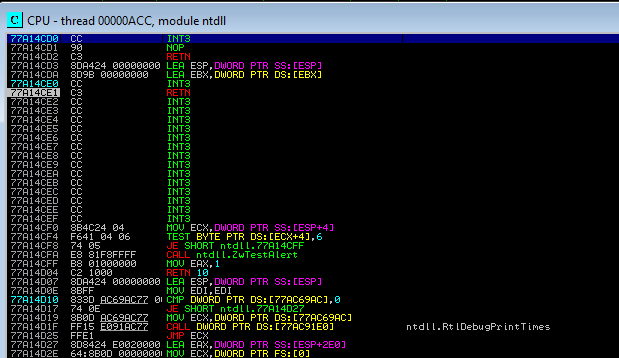 C CPU - thread 00000ACC, module ntdll
77A14CD0 CC INT3
77A14CD1 90 NOP
77A14CD2 C3 RETN
77A14CD3 8DA424 00000000 LEA ESP,DWORD PTR SS:[ESP]
77A14CDA 8D9B 00000000 LEA EBX,DWORD PTR DS:[EBX]
77A14CE0 CC INT3
77A14CE1 C3 RETN
77A14CE2 CC INT3
77A14CE3 CC INT3
77A14CE4 CC INT3
77A14CE5 CC INT3
77A14CE6 CC INT3
77A14CE7 CC INT3
77A14CE8 CC INT3
77A14CE9 CC INT3
77A14CEA CC INT3
77A14CEB CC INT3
77A14CEC CC INT3
77A14CED CC INT3
77A14CEE CC INT3
77A14CEF CC INT3
77A14CF0 8B4C24 04 MOV ECX,DWORD PTR SS:[ESP+4]
77A14CF4 F641 04 06 TEST BYTE PTR DS:[ECX+4],6
77A14CF8 74 05 JE SHORT ntdll.77A14CFF
77A14CFA E8 81F8FFFF CALL ntdll.ZwTestAlert
77A14CFF B8 01000000 MOV EAX,1
77A14D04 C2 1000 RETN 10
77A14D07 8DA424 00000000 LEA ESP,DWORD PTR SS:[ESP]
77A14D0E 8BFF MOV EDI,EDI
77A14D10 833D AC69AC77 0 CMP DWORD PTR DS:[77AC69AC],0
77A14D17 74 0E JE SHORT ntdll.77A14D27
77A14D19 8B0D AC69AC77 MOV ECX,DWORD PTR DS:[77AC69AC]
77A14D1F FF15 E091AC77 CALL DWORD PTR DS:[77AC91E0] ntdll.RtlDebugPrintTimes
77A14D25 FFE1 JMP ECX
77A14D27 8D8424 E0020000 LEA EAX,DWORD PTR SS:[ESP+2E0]
77A14D2E 64:8B0D 0000000 MOV ECX,DWORD PTR FS:[0]